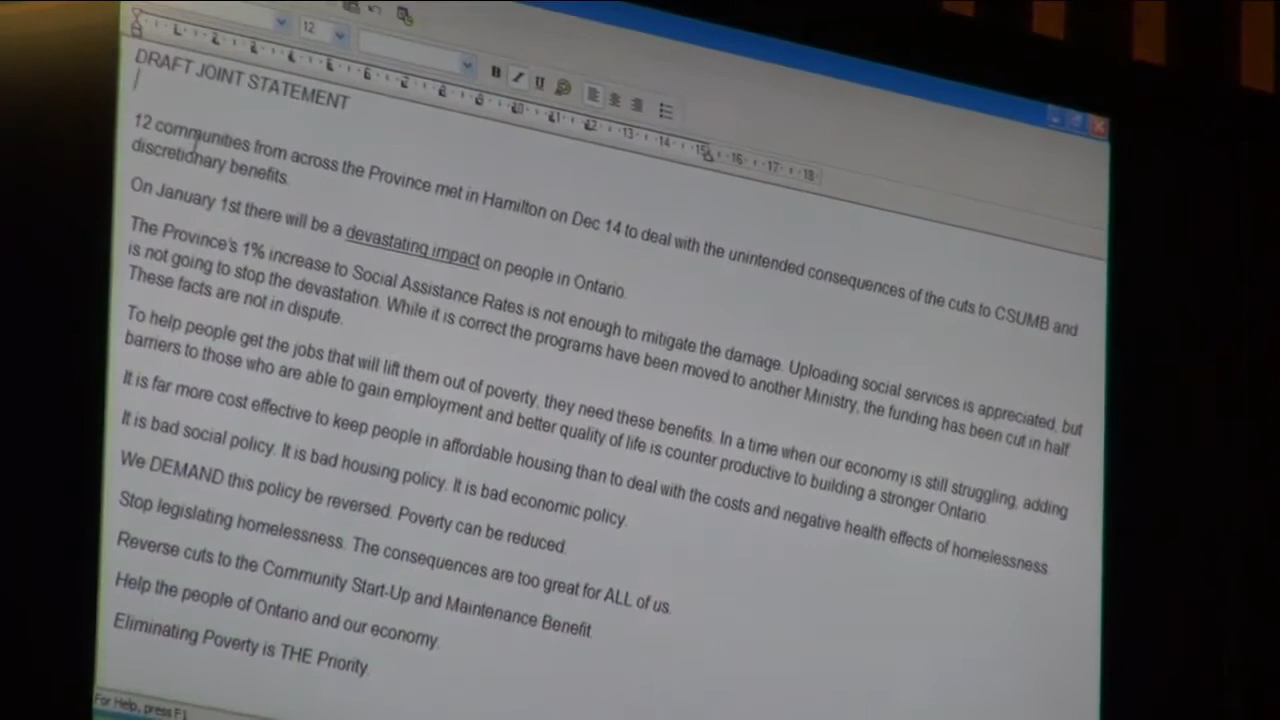 12
B I U
10 · 11 · 12 · 13 · 14 · 15 · 16 · 17 · 18
DRAFT JOINT STATEMENT
12 communities from across the Province met in Hamilton on Dec 14 to deal with the unintended consequences of the cuts to CSUMB and
discretionary benefits.
On January 1st there will be a devastating impact on people in Ontario.
The Province's 1% increase to Social Assistance Rates is not enough to mitigate the damage. Uploading social services is appreciated, but
is not going to stop the devastation. While it is correct the programs have been moved to another Ministry, the funding has been cut in half.
These facts are not in dispute.
To help people get the jobs that will lift them out of poverty, they need these benefits. In a time when our economy is still struggling, adding
barriers to those who are able to gain employment and better quality of life is counter productive to building a stronger Ontario.
It is far more cost effective to keep people in affordable housing than to deal with the costs and negative health effects of homelessness.
It is bad social policy. It is bad housing policy. It is bad economic policy.
We DEMAND this policy be reversed. Poverty can be reduced.
Stop legislating homelessness. The consequences are too great for ALL of us.
Reverse cuts to the Community Start-Up and Maintenance Benefit.
Help the people of Ontario and our economy.
Eliminating Poverty is THE Priority.
For Help, press F1